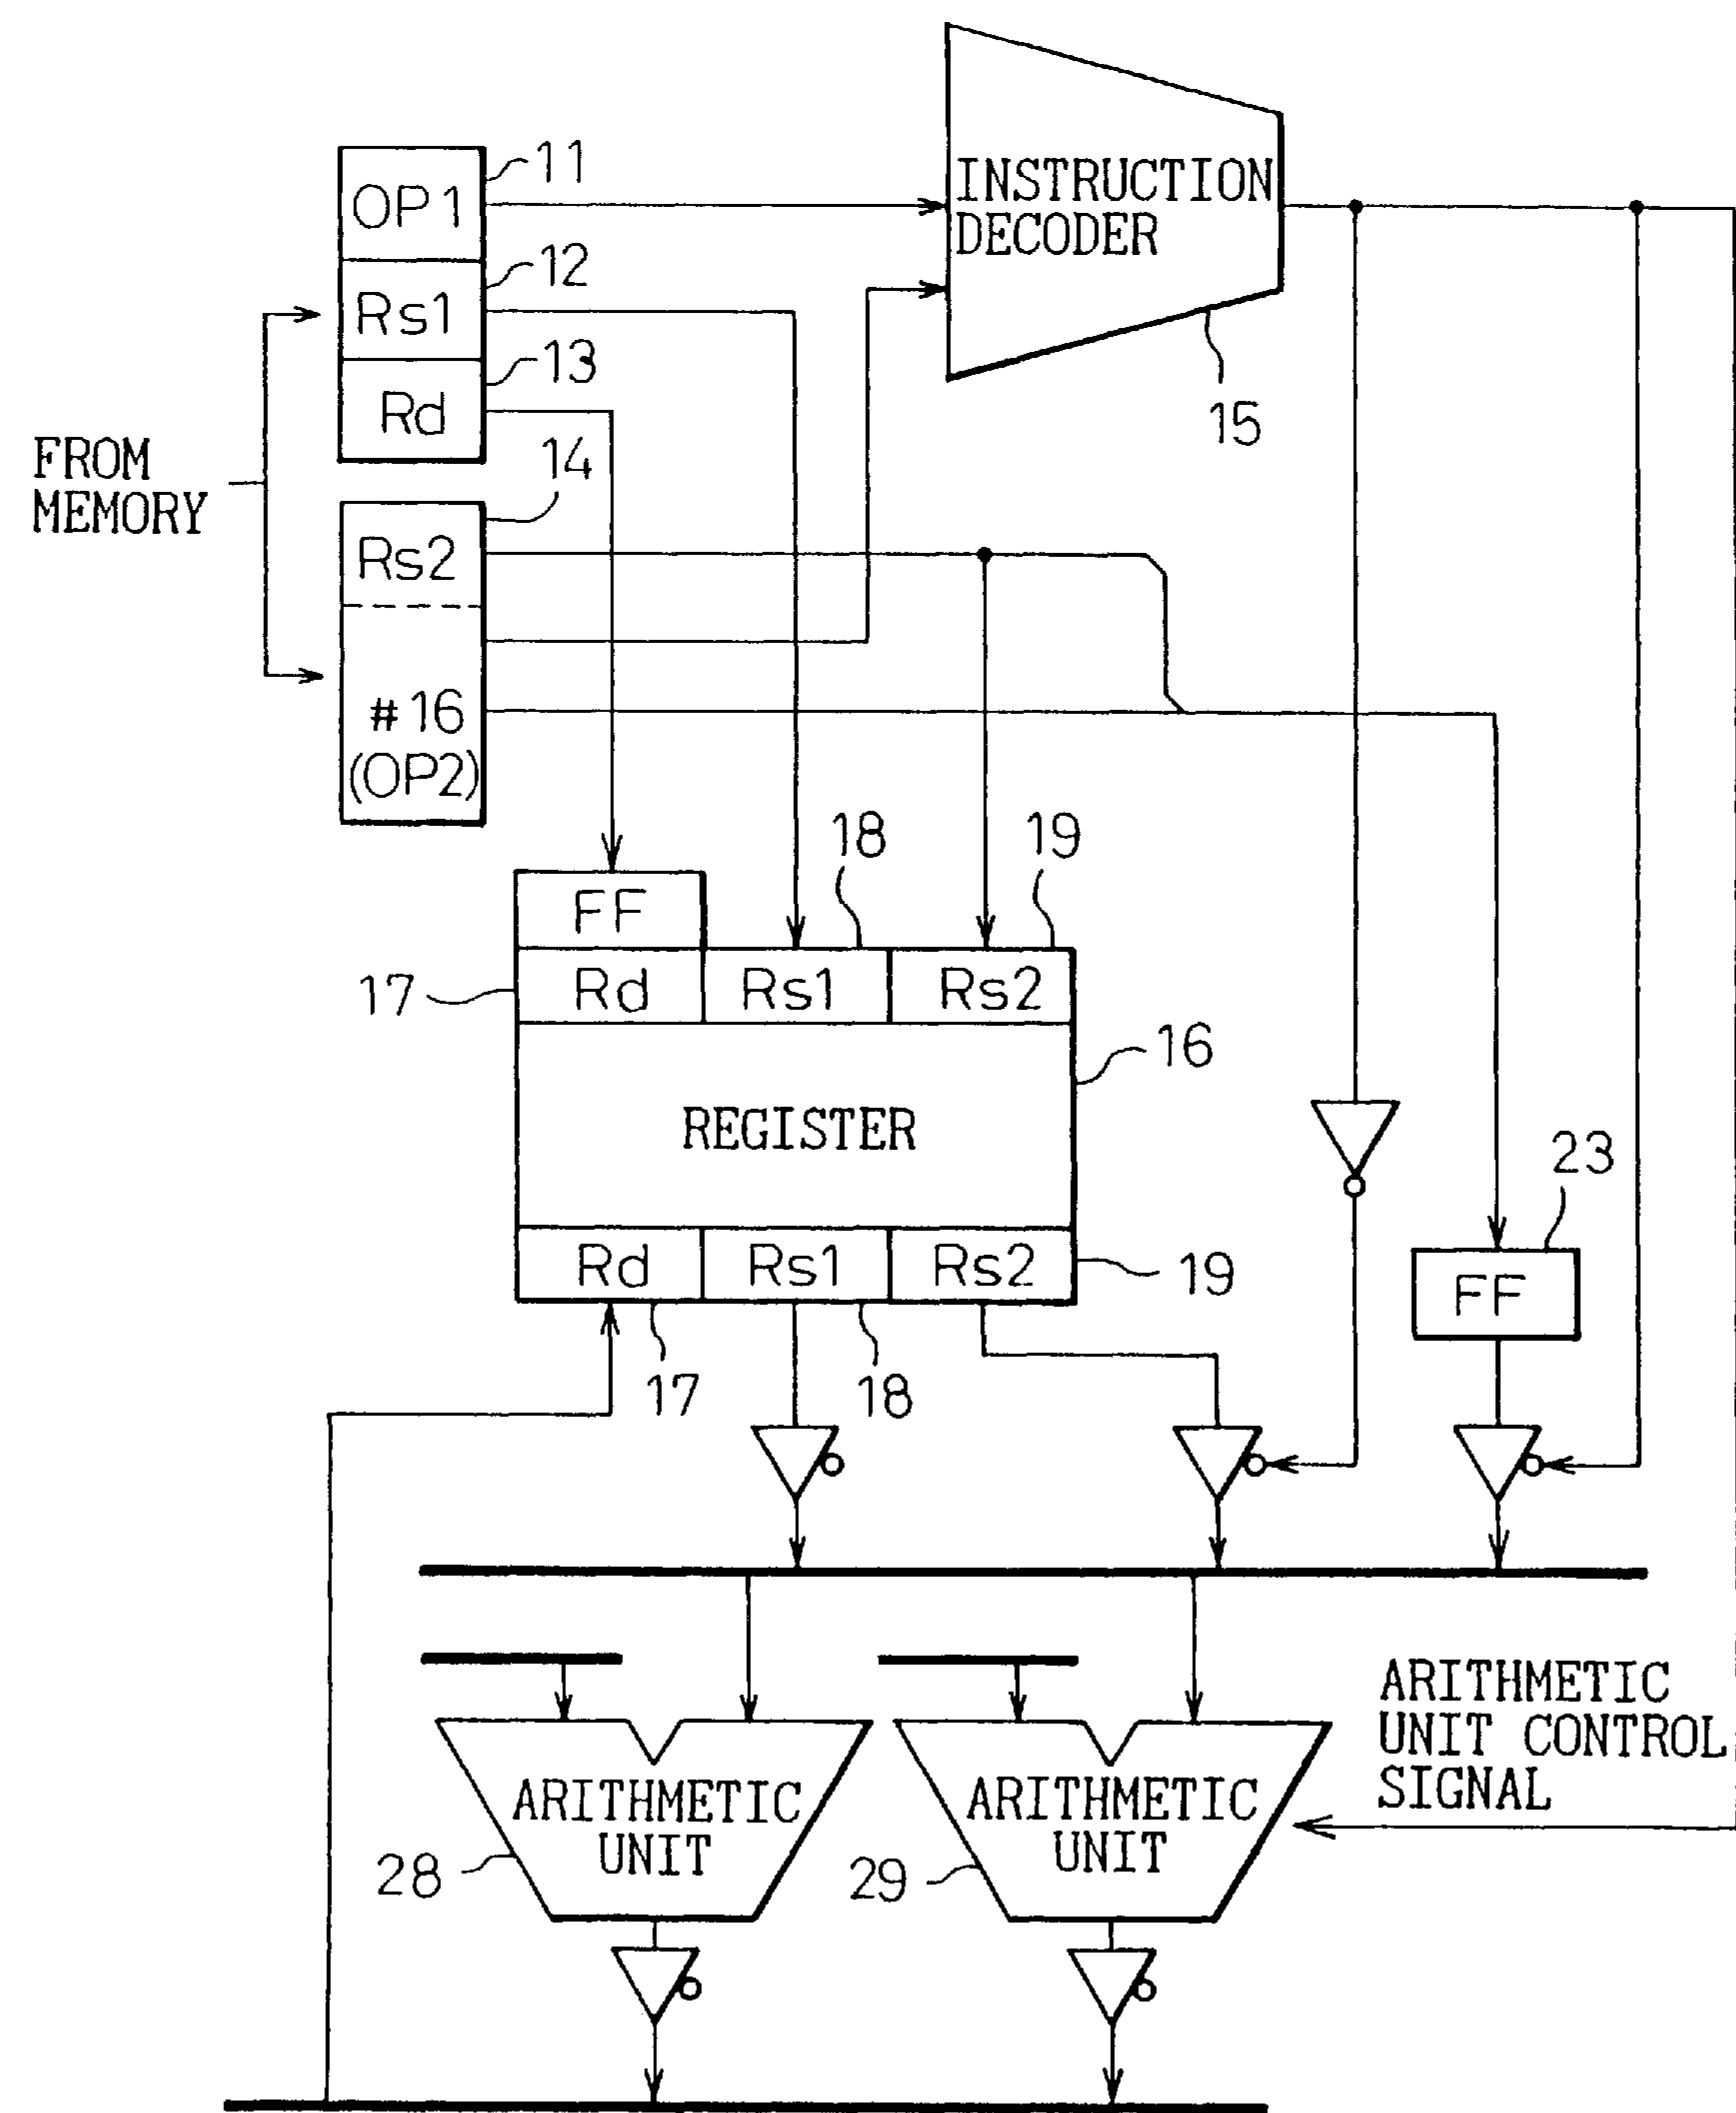 11
OP1
INSTRUCTION
DECODER
12
Rs1
13
Rd
15
FROM
MEMORY
14
Rs2
#16
(OP2)
18
19
FF
17
Rd
Rs1
Rs2
16
REGISTER
23
Rd
Rs1
Rs2
19
FF
17
18
ARITHMETIC
UNIT CONTROL
SIGNAL
ARITHMETIC
UNIT
ARITHMETIC
UNIT
28
29